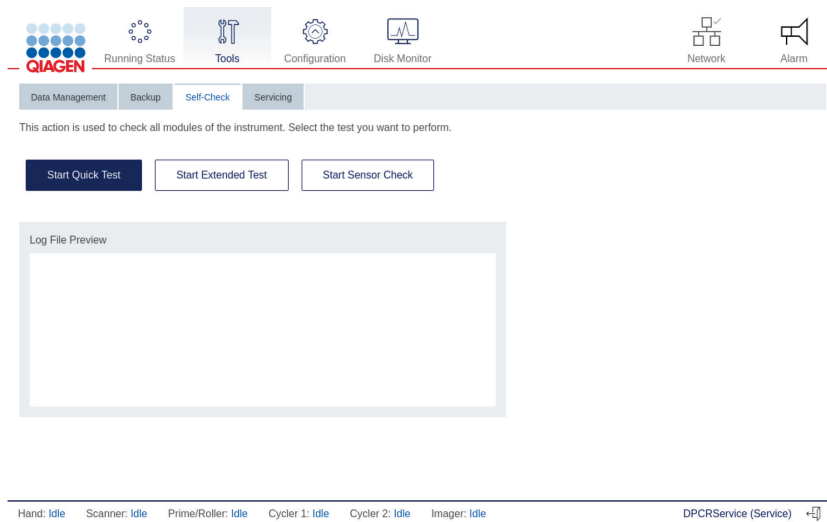 QIAGEN
Running Status Tools Configuration Disk Monitor Network Alarm
Data Management Backup Self-Check Servicing
This action is used to check all modules of the instrument. Select the test you want to perform.
Start Quick Test Start Extended Test Start Sensor Check
Log File Preview
Hand: Idle Scanner: Idle Prime/Roller: Idle Cycler 1: Idle Cycler 2: Idle Imager: Idle DPCRService (Service)